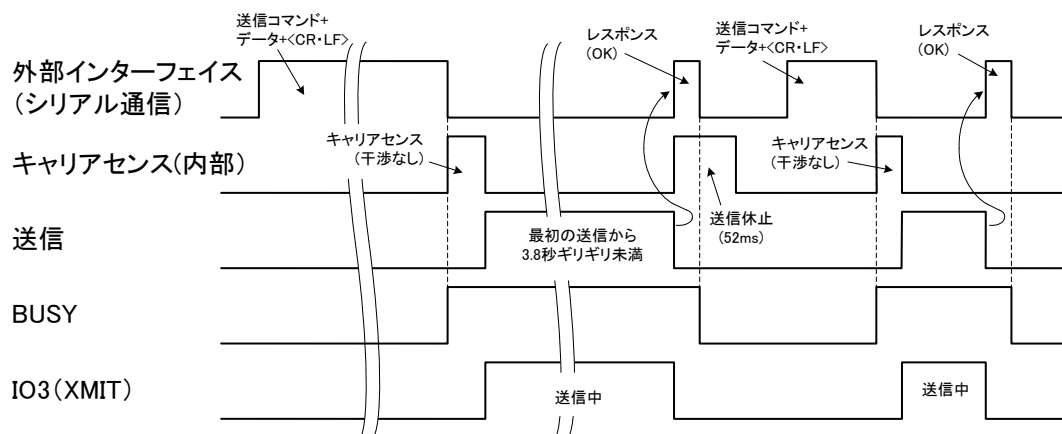 送信コマンド+
データ+<CR・LF>
レスポンス
(OK)
送信コマンド+
データ+<CR・LF>
レスポンス
(OK)
外部インターフェイス
(シリアル通信)
キャリアセンス
(干渉なし)
キャリアセンス
(干渉なし)
キャリアセンス(内部)
送信休止
(52ms)
送信
最初の送信から
3.8秒ギリギリ未満
BUSY
IO3(XMIT)
送信中
送信中